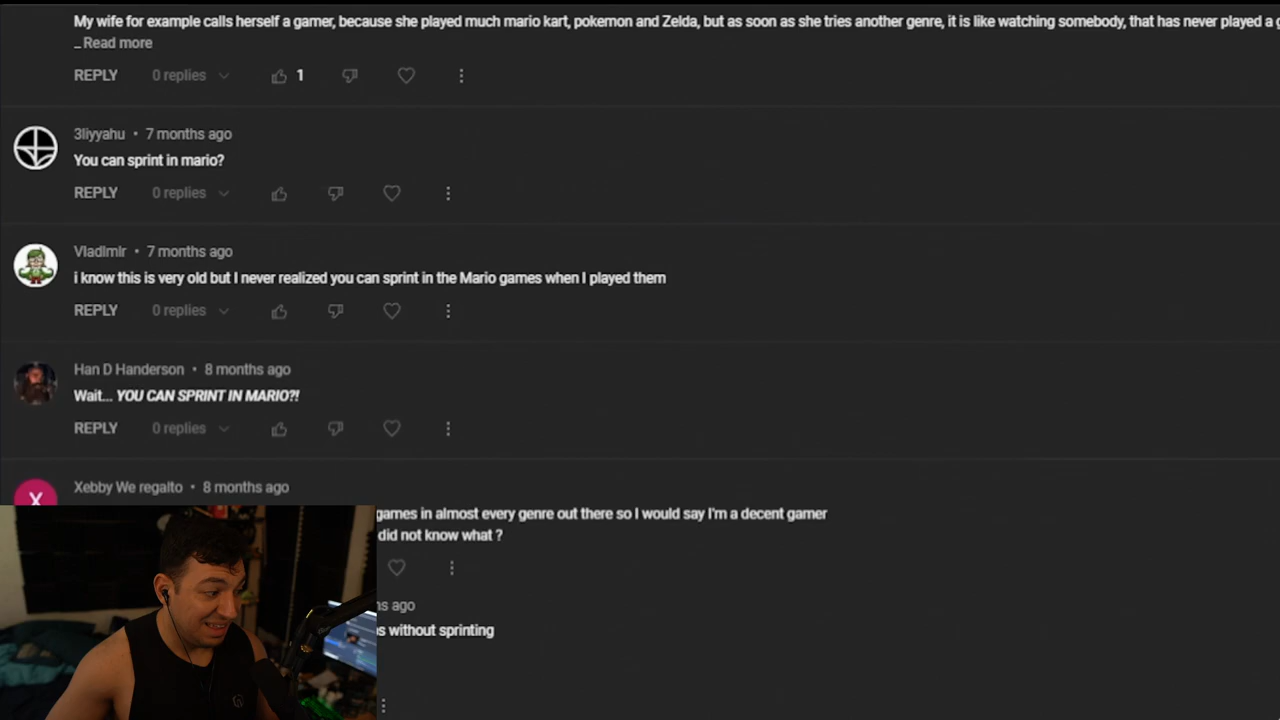 My wife for example calls herself a gamer, because she played much mario kart, pokemon and Zelda, but as soon as she tries another genre, it is like watching somebody, that has never played a
... Read more
REPLY 0 replies 1
3liyyahu • 7 months ago
You can sprint in mario?
REPLY 0 replies
Vladlmlr • 7 months ago
i know this is very old but I never realized you can sprint in the Mario games when I played them
REPLY 0 replies
Han D Handerson • 8 months ago
Wait... YOU CAN SPRINT IN MARIO?!
REPLY 0 replies
X
Xebby We regalto • 8 months ago
games in almost every genre out there so I would say I'm a decent gamer
did not know what ?
ago
without sprinting